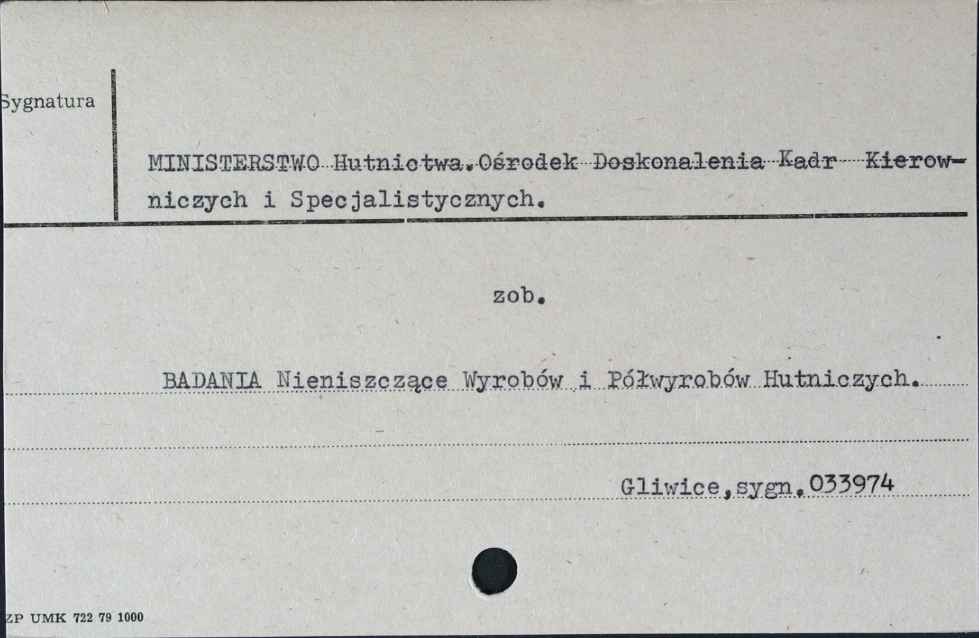 Sygnatura
MINISTERSTWO Hutnictwa.Ośrodek Doskonalenia Kadr Kierow-
niczych i Specjalistycznych.
zob.
BADANIA Nieniszczące Wyrobów i Półwyrobów Hutniczych.
Gliwice,sygn.033974
ZP UMK 722 79 1000